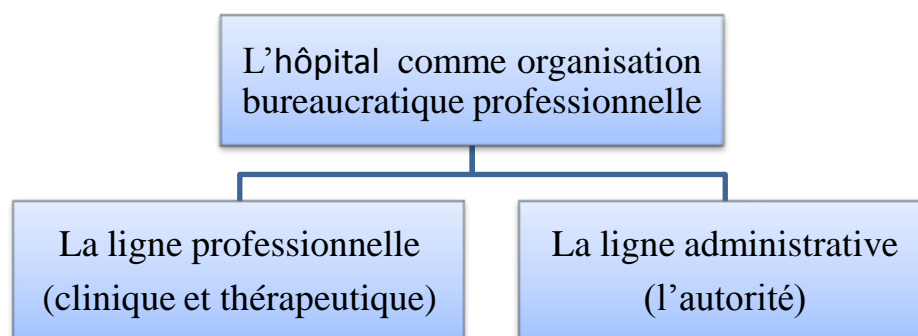 L'hôpital comme organisation
bureaucratique professionnelle
La ligne professionnelle
(clinique et thérapeutique)
La ligne administrative
(l'autorité)